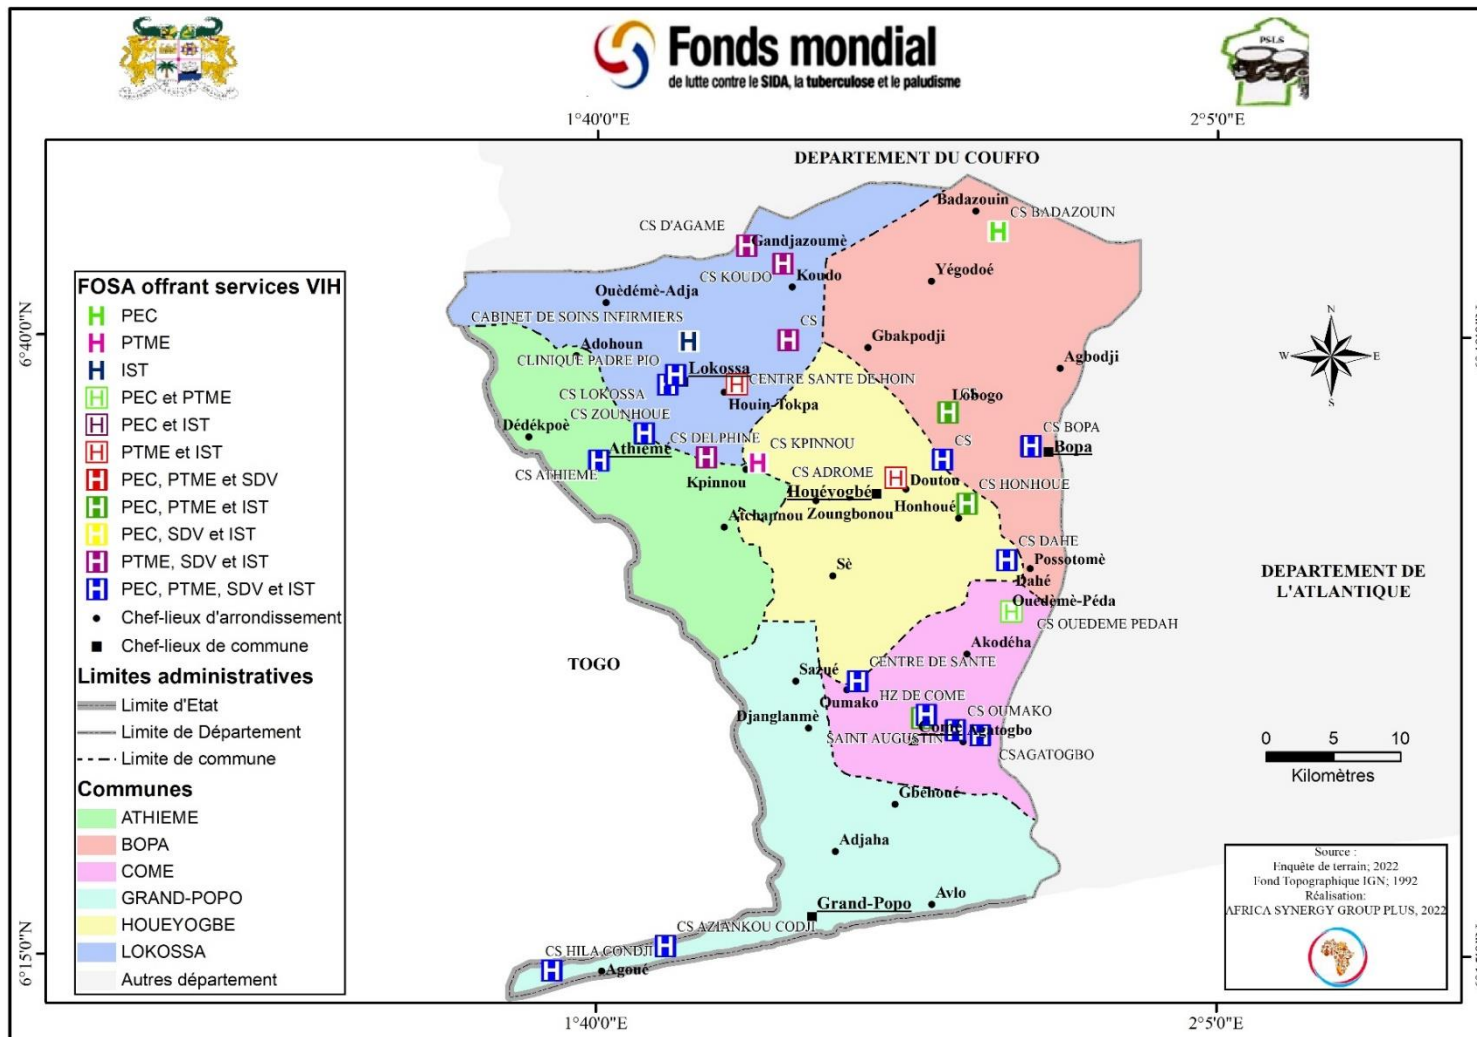 Fonds mondial
de lutte contre le SIDA, la tuberculose et le paludisme
PSLS
1°40'0"E
2°5'0"E
DEPARTEMENT DU COUFFO
Badazouin
CS BADAZOUIN
CS D'AGAME
Gandjazoumè
CS KOUDO
Koudo
Yégodoé
Ouèdémè-Adja
CABINET DE SOINS INFIRMIERS
CS
Gbakpodji
Adohoun
CLINIQUE PADRE PIO
Lokossa
CENTRE SANTE DE HOIN
Agbodji
CS LOKOSSA
Houin-Tokpa
CS
Lobogo
CS ZOUNHOUE
Dédékpoè
CS BOPA
Athiémé
CS DELPHINE
CS KPINNOU
CS
Bopa
CS ATHIEME
Kpinnou
CS ADROME
Doutou
CS HONHOUE
Houéyogbé
Zoungbonou
Honhoué
Atchannou
CS DAHE
Possotomè
Sè
Dahé
Ouedèmè-Péda
CS OUEDEME PEDAH
DEPARTEMENT DE
L'ATLANTIQUE
Akodéha
TOGO
Sazué
CENTRE DE SANTE
Oumako
HZ DE COME
Djanglanmè
CS OUMAKO
Comè
Agatogbo
SAINT AUGUSTIN
CSAGATOGBO
Gbéhoué
Adjaha
Grand-Popo
Avlo
CS AZIANKOU CODJI
CS HILA CONDJI
Agoué
6°40'0"N
6°15'0"N
N
W
E
S
0
5
10
Kilomètres
FOSA offrant services VIH
H PEC
H PTME
H IST
H PEC et PTME
H PEC et IST
H PTME et IST
H PEC, PTME et SDV
H PEC, PTME et IST
H PEC, SDV et IST
H PTME, SDV et IST
H PEC, PTME, SDV et IST
Chef-lieux d'arrondissement
Chef-lieux de commune
Limites administratives
Limite d'Etat
Limite de Département
Limite de commune
Communes
ATHIEME
BOPA
COME
GRAND-POPO
HOUEYOGBE
LOKOSSA
Autres département
Source :
Enquête de terrain; 2022
Fond Topographique IGN; 1992
Réalisation:
AFRICA SYNERGY GROUP PLUS, 2022
1°40'0"E
2°5'0"E